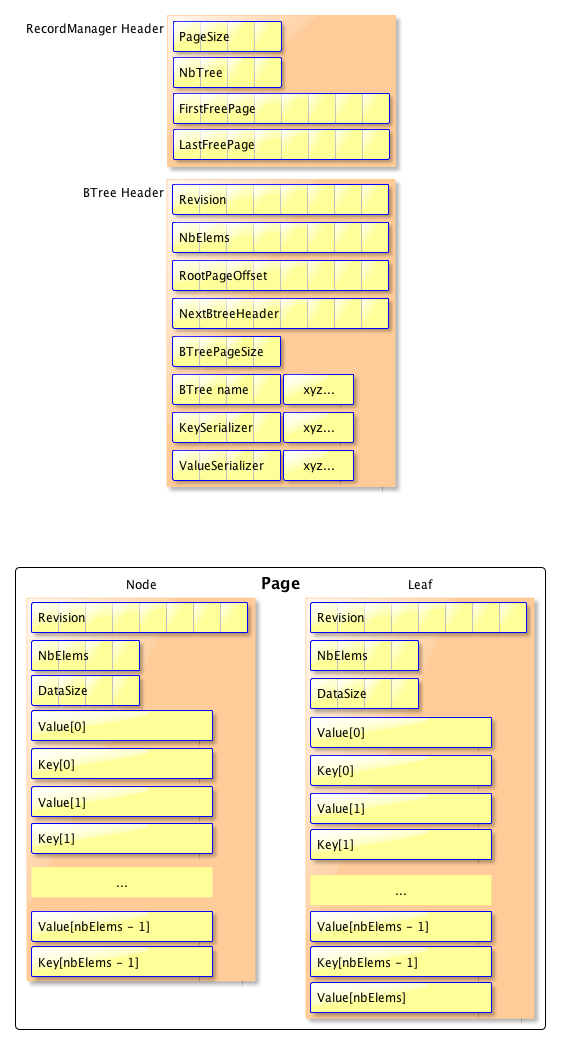 RecordManager Header
PageSize
NbTree
FirstFreePage
LastFreePage
BTree Header
Revision
NbElems
RootPageOffset
NextBtreeHeader
BTreePageSize
BTree name xyz...
KeySerializer xyz...
ValueSerializer xyz...
Page
Node
Revision
NbElems
DataSize
Value[0]
Key[0]
Value[1]
Key[1]
...
Value[nbElems - 1]
Key[nbElems - 1]
Leaf
Revision
NbElems
DataSize
Value[0]
Key[0]
Value[1]
Key[1]
...
Value[nbElems - 1]
Key[nbElems - 1]
Value[nbElems]